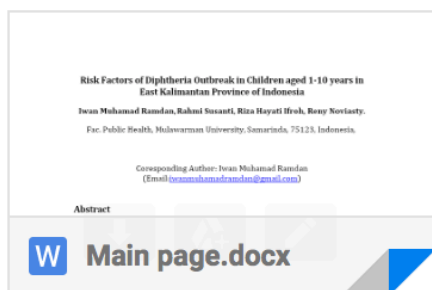 Risk Factors of Diphtheria Outbreak in Children aged 1-10 years in
East Kalimantan Province of Indonesia
Iwan Muhamad Ramdan, Rahmi Susanti, Riza Hayati Ifroh, Reny Noviasty.
Fac. Public Health, Mulawarman University, Samarinda, 75123, Indonesia,
Coresponding Author: Iwan Muhamad Ramdan
(Email:iwanmuhamadramdan@gmail.com)
Abstract
W Main page.docx